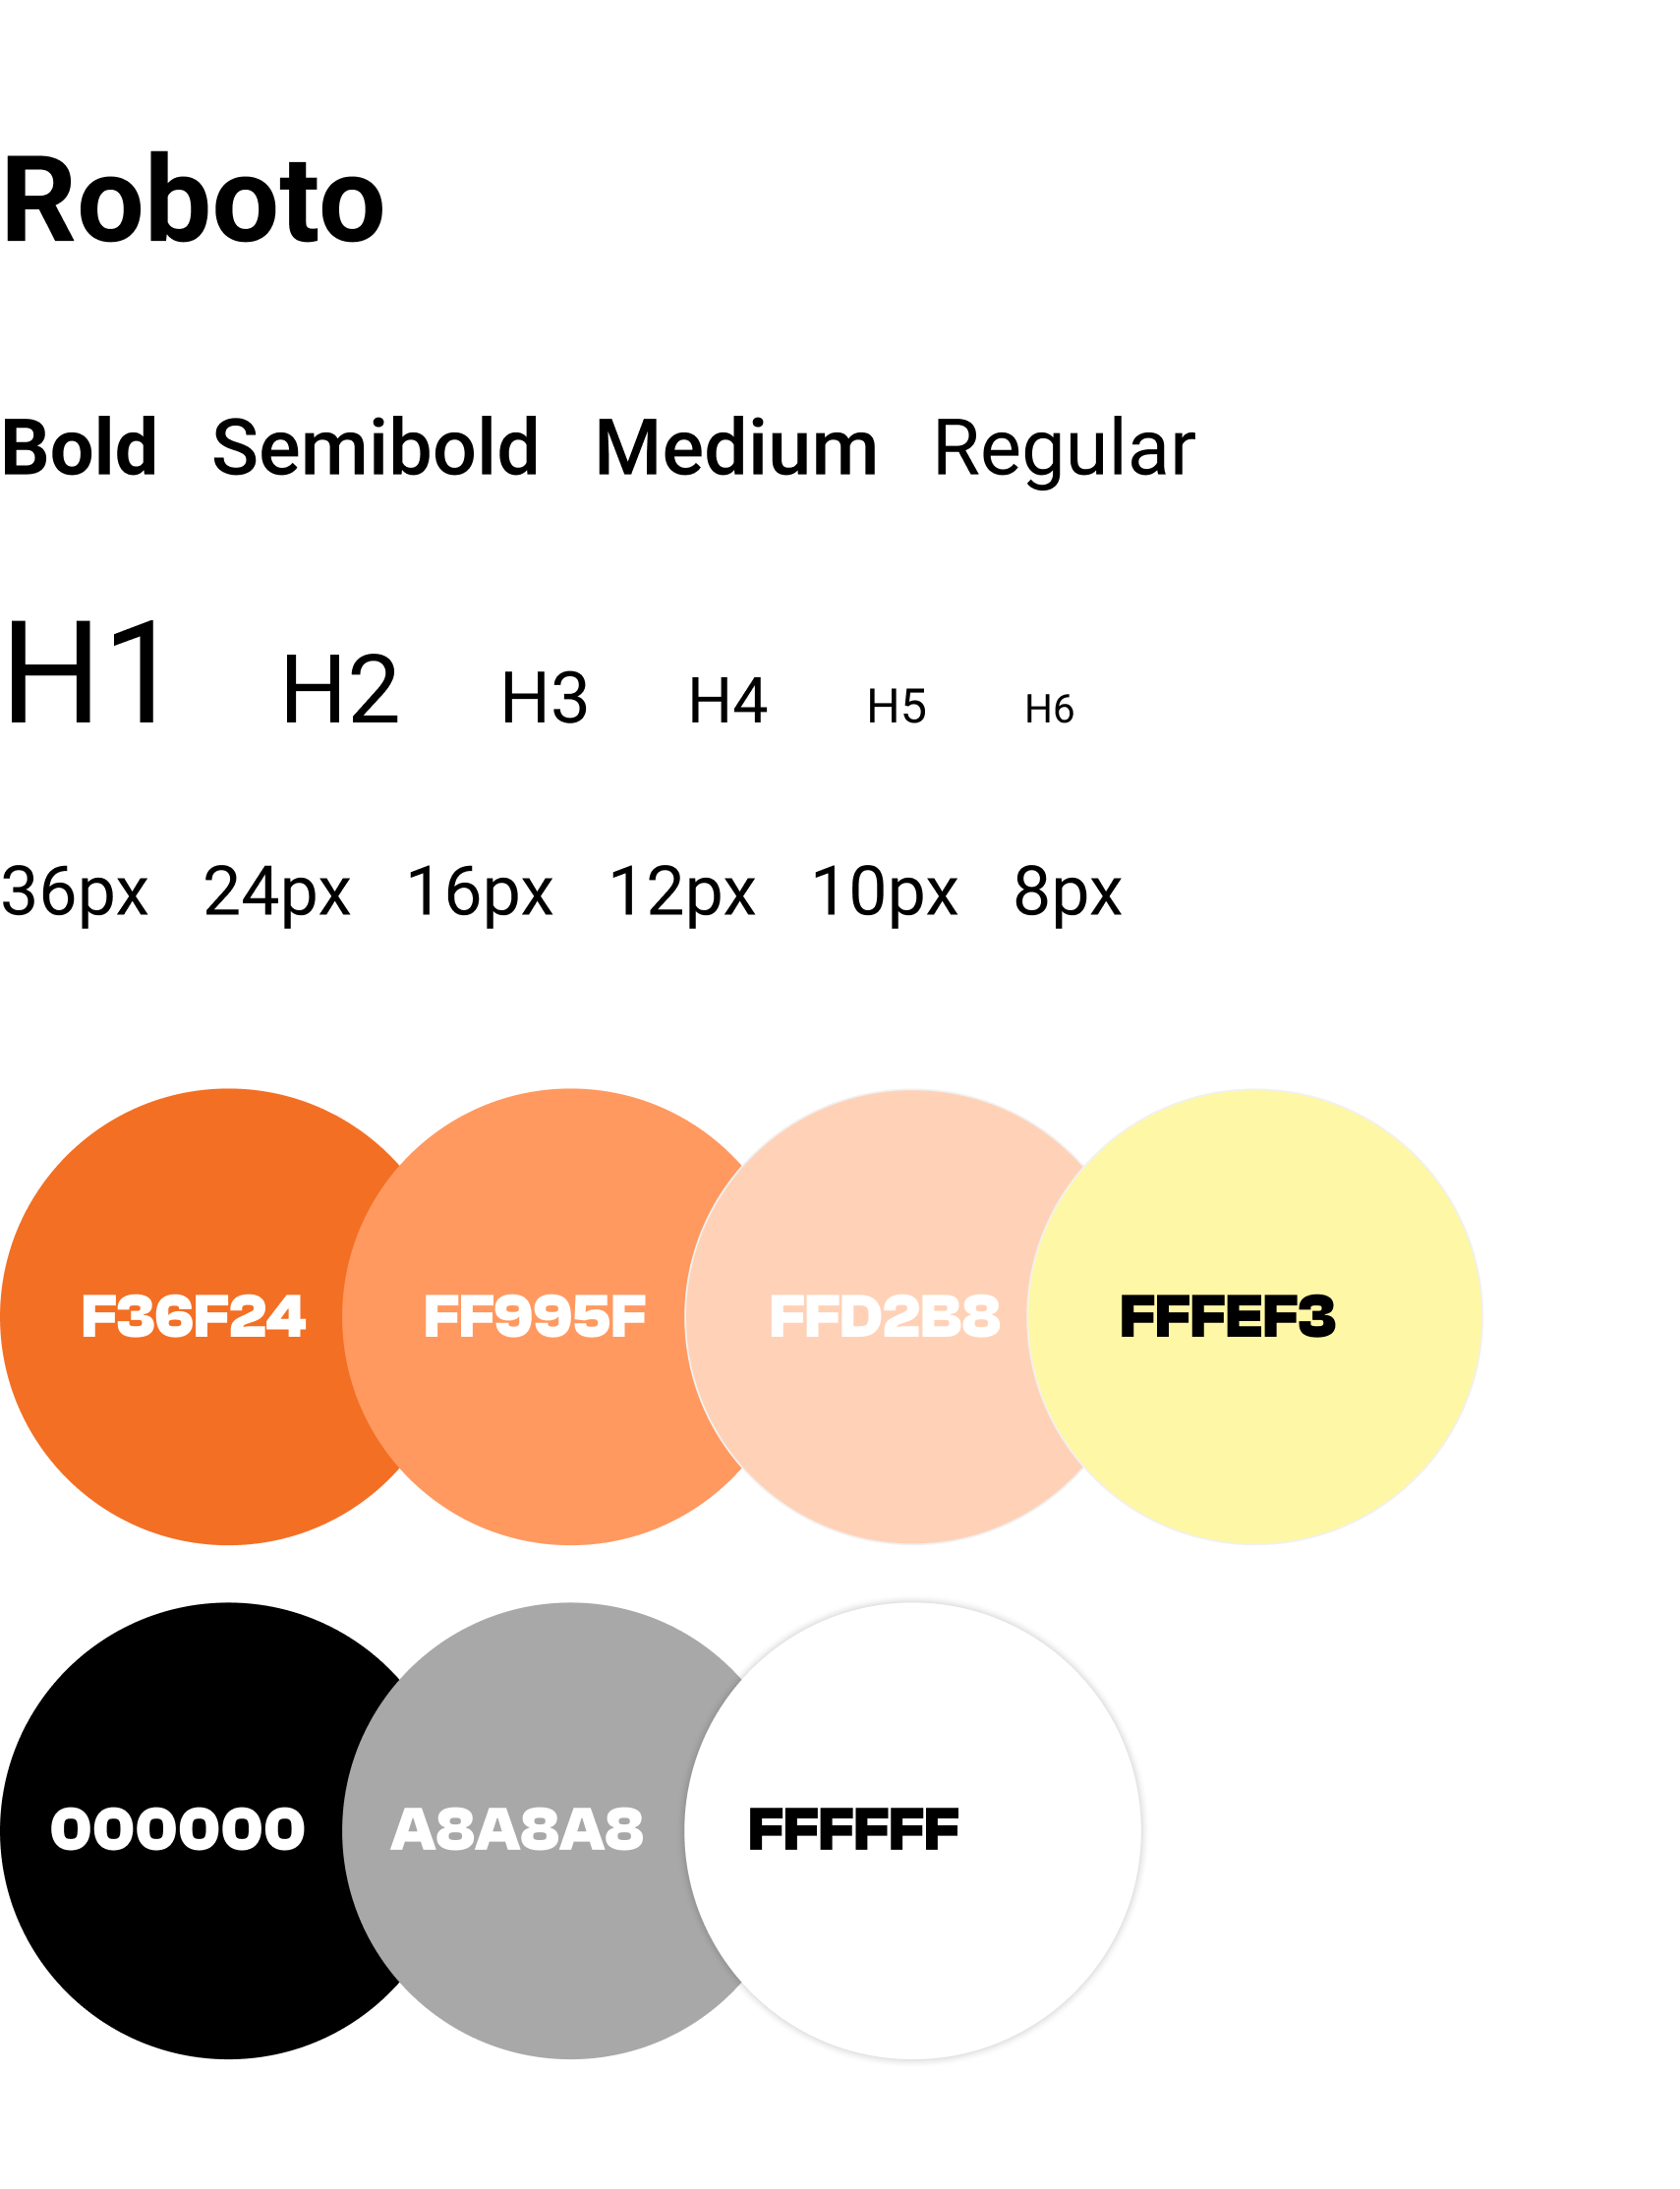 Roboto
Bold Semibold Medium Regular
H1 H2 H3 H4 H5 H6
36px 24px 16px 12px 10px 8px
F36F24 FF995F FFD2B8 FFFEF3
000000 A8A8A8 FFFFFF